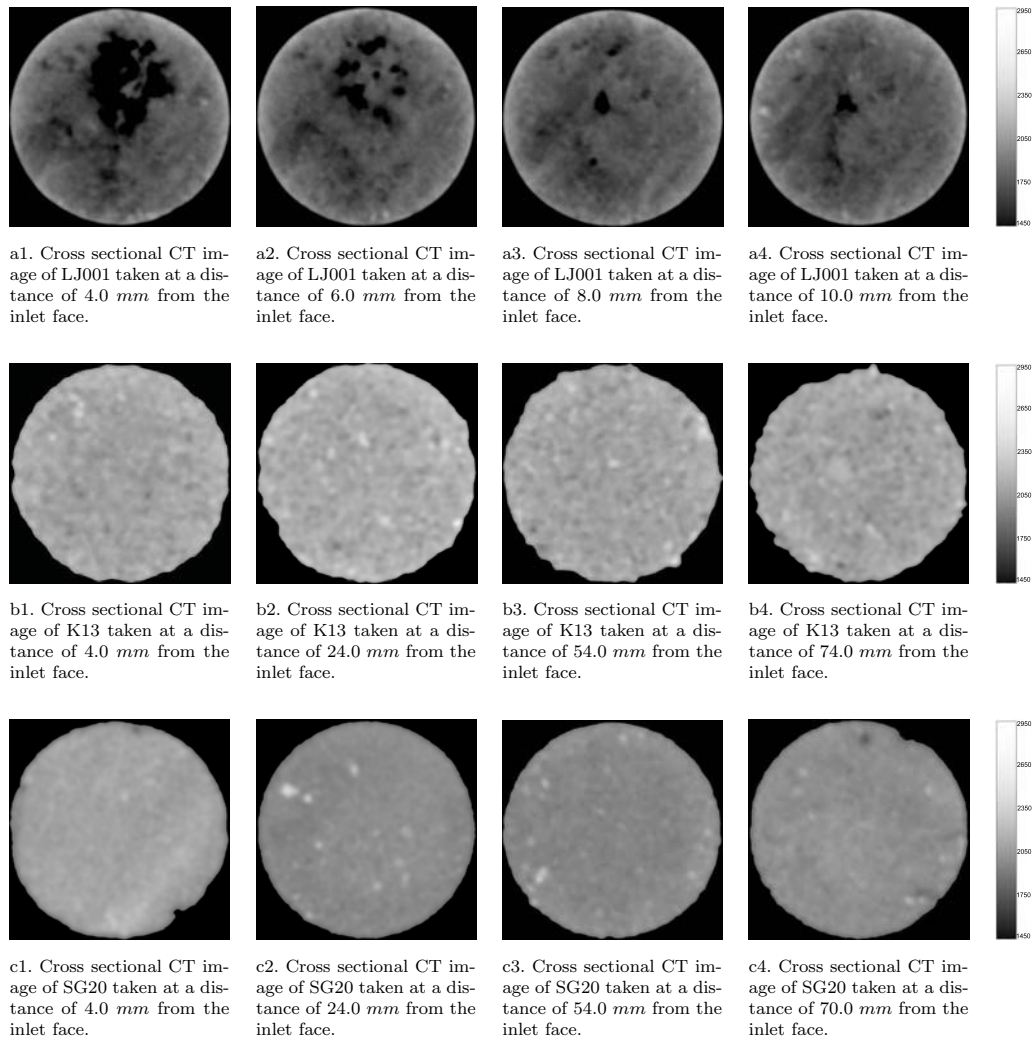 2950
2650
2350
2050
1750
1450
a1. Cross sectional CT im-
age of LJ001 taken at a dis-
tance of 4.0 mm from the
inlet face.
a2. Cross sectional CT im-
age of LJ001 taken at a dis-
tance of 6.0 mm from the
inlet face.
a3. Cross sectional CT im-
age of LJ001 taken at a dis-
tance of 8.0 mm from the
inlet face.
a4. Cross sectional CT im-
age of LJ001 taken at a dis-
tance of 10.0 mm from the
inlet face.
2950
2650
2350
2050
1750
1450
b1. Cross sectional CT im-
age of K13 taken at a dis-
tance of 4.0 mm from the
inlet face.
b2. Cross sectional CT im-
age of K13 taken at a dis-
tance of 24.0 mm from the
inlet face.
b3. Cross sectional CT im-
age of K13 taken at a dis-
tance of 54.0 mm from the
inlet face.
b4. Cross sectional CT im-
age of K13 taken at a dis-
tance of 74.0 mm from the
inlet face.
2950
2650
2350
2050
1750
1450
c1. Cross sectional CT im-
age of SG20 taken at a dis-
tance of 4.0 mm from the
inlet face.
c2. Cross sectional CT im-
age of SG20 taken at a dis-
tance of 24.0 mm from the
inlet face.
c3. Cross sectional CT im-
age of SG20 taken at a dis-
tance of 54.0 mm from the
inlet face.
c4. Cross sectional CT im-
age of SG20 taken at a dis-
tance of 70.0 mm from the
inlet face.